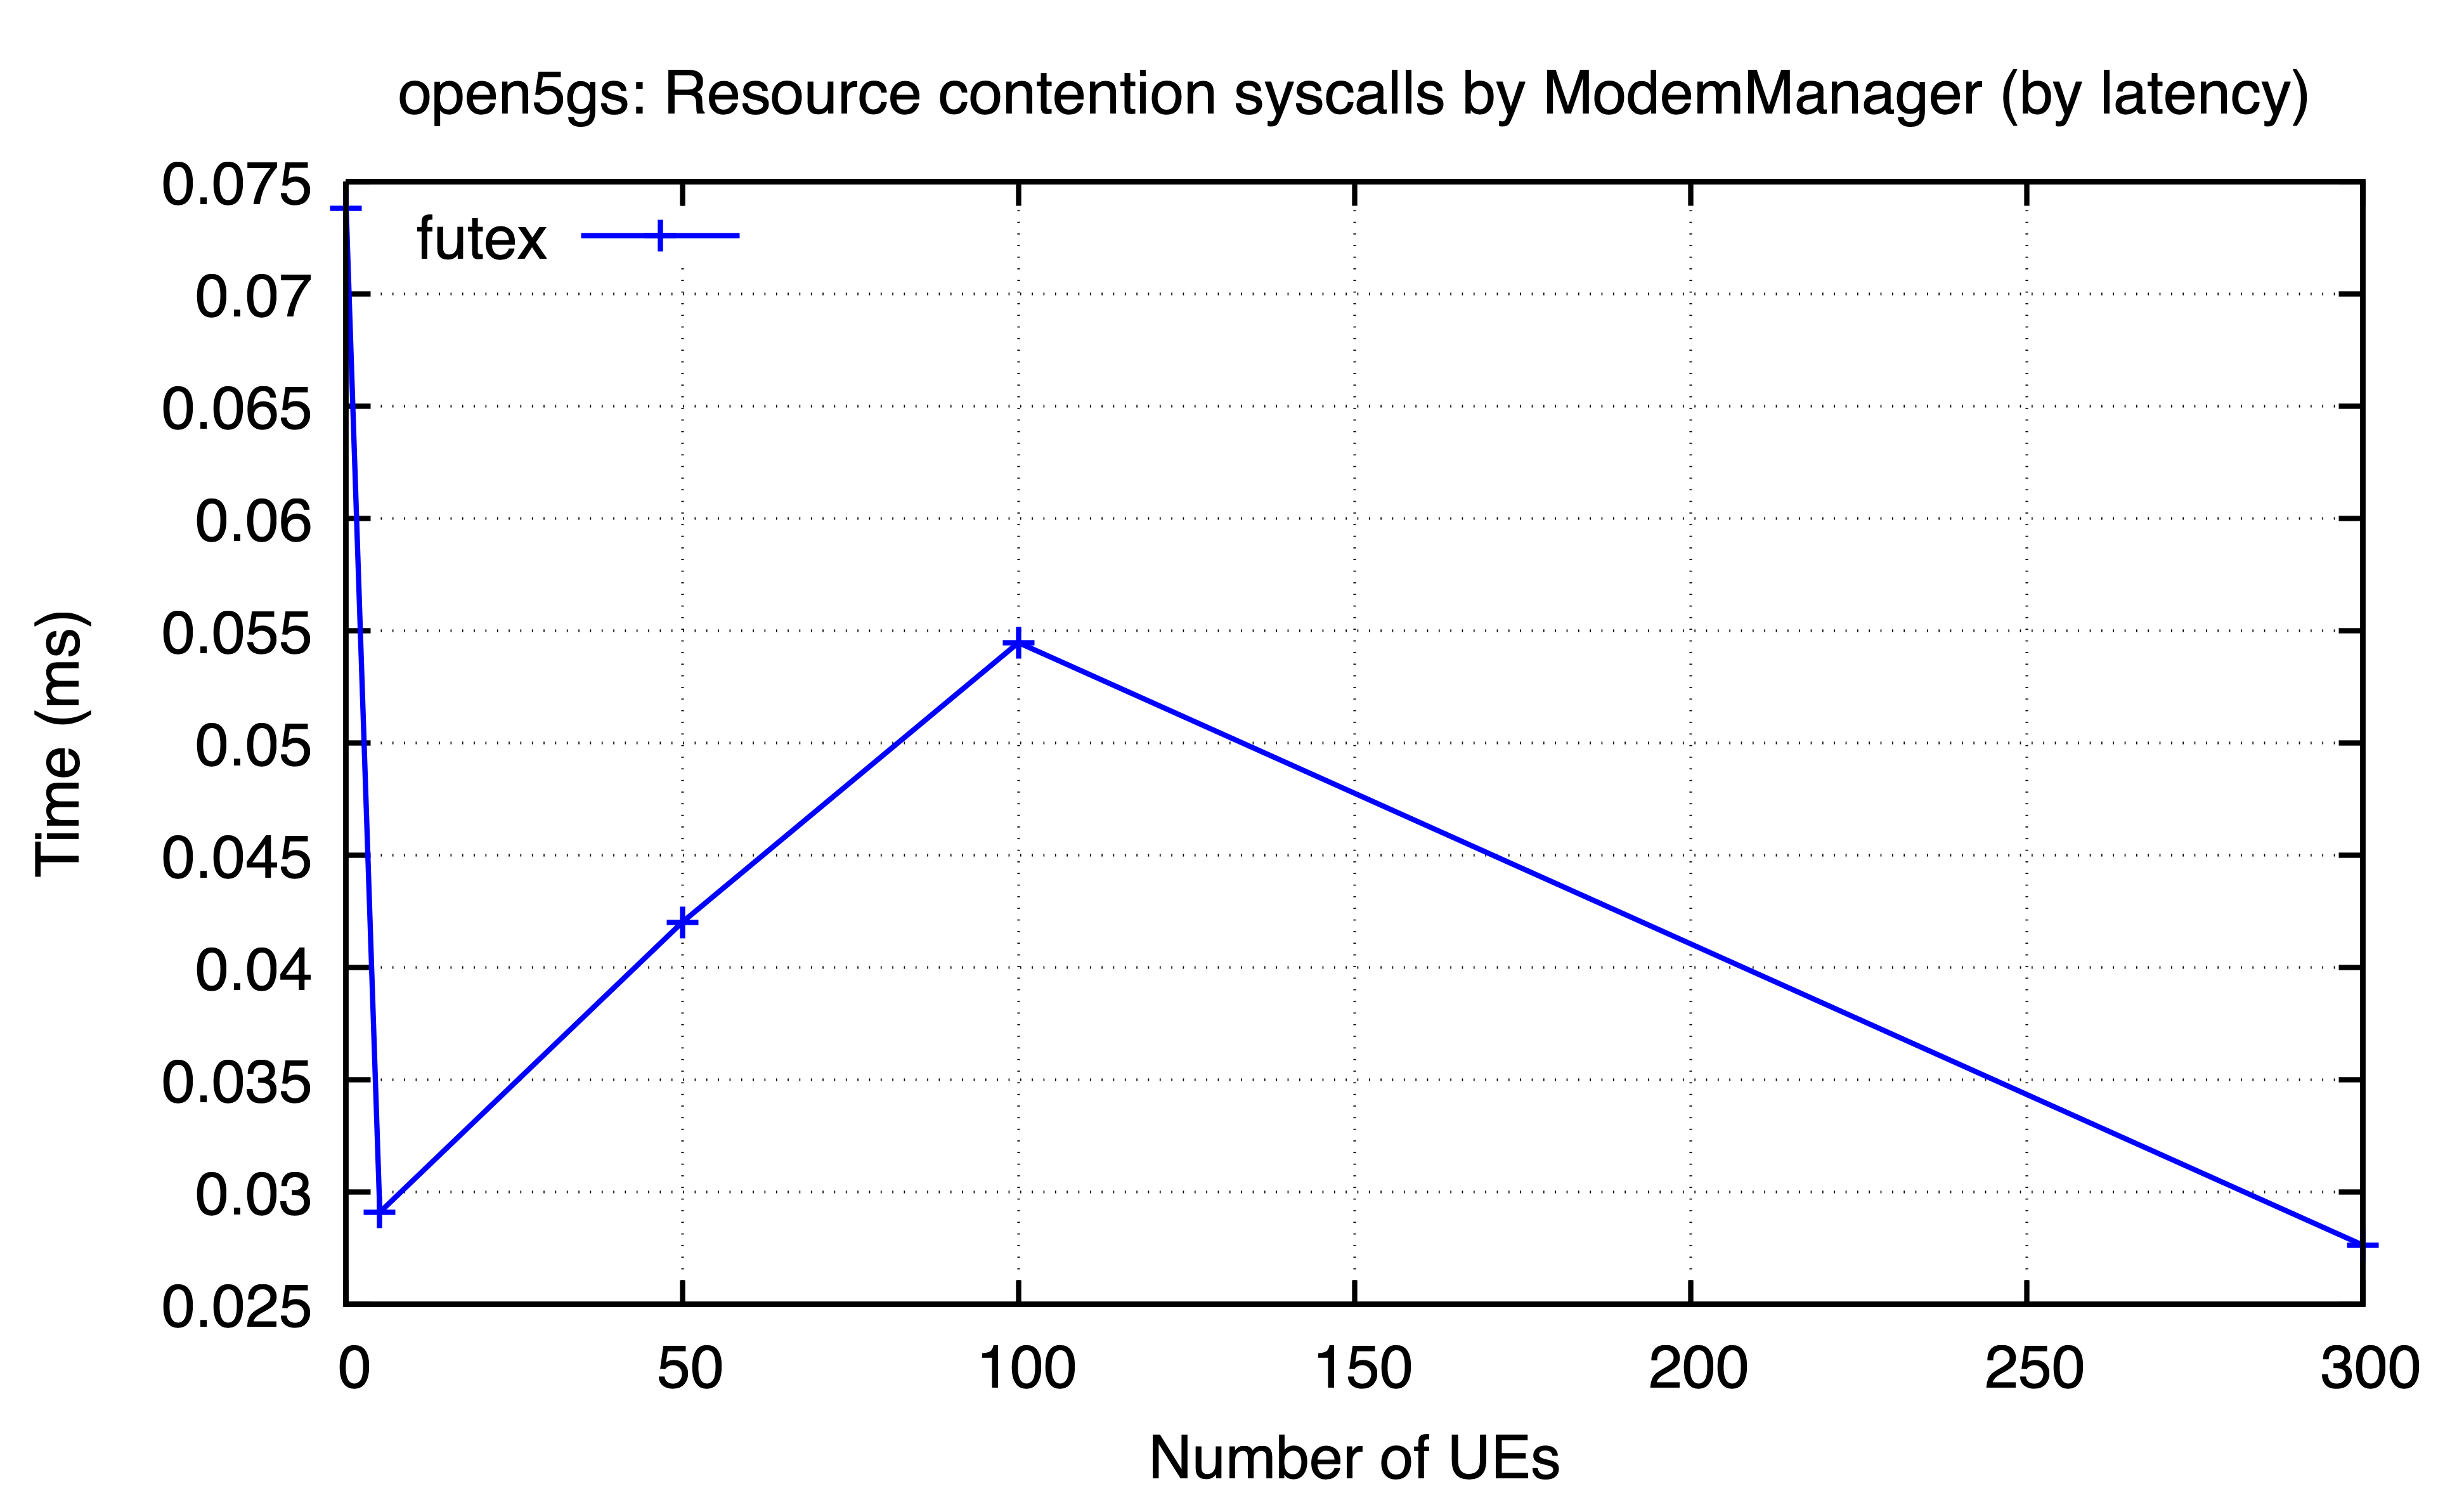 open5gs: Resource contention syscalls by ModemManager (by latency)
futex
0.075
0.07
0.065
0.06
0.055
0.05
0.045
0.04
0.035
0.03
0.025
Time (ms)
0 50 100 150 200 250 300
Number of UEs